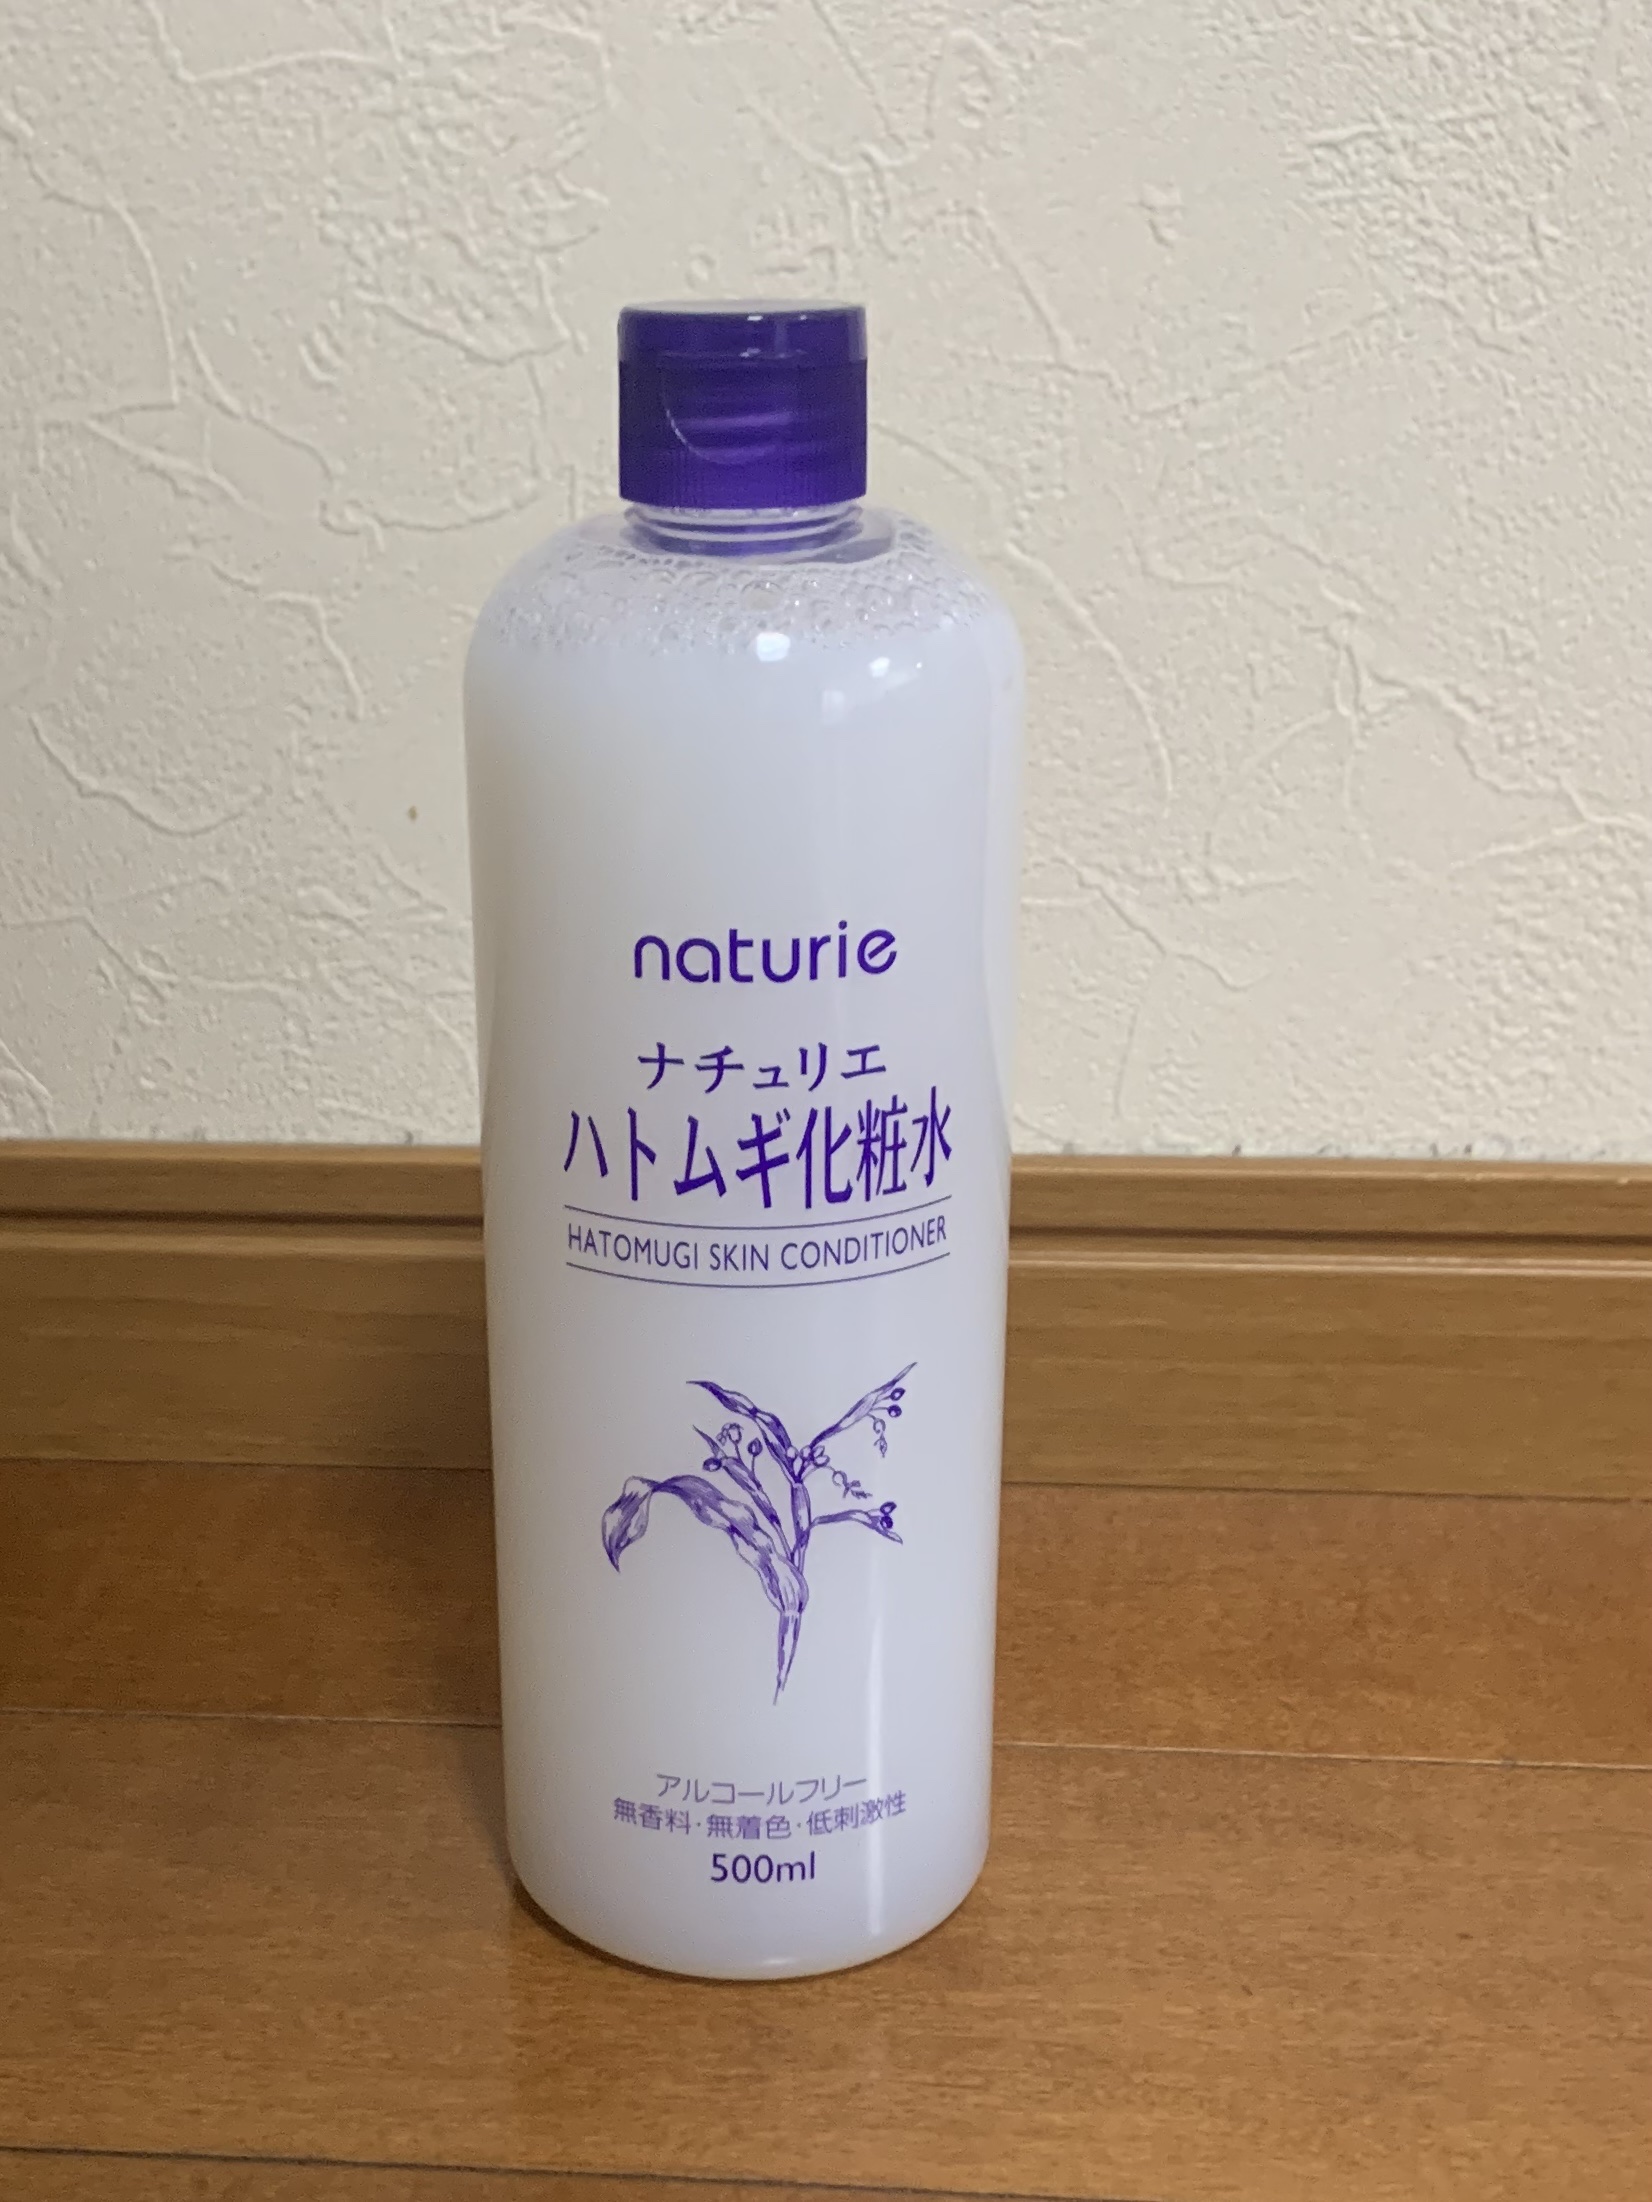 naturie
ナチュリエ
ハトムギ化粧水
HATOMUGI SKIN CONDITIONER
アルコールフリー
無香料・無着色・低刺激性
500ml